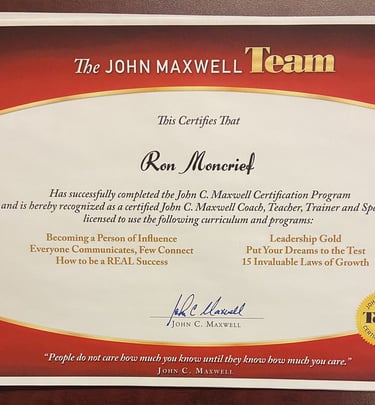 The JOHN MAXWELL Team
This Certifies That
Ron Moncrief
Has successfully completed the John C. Maxwell Certification Program
and is hereby recognized as a certified John C. Maxwell Coach, Teacher, Trainer and Spe
licensed to use the following curriculum and programs:
Becoming a Person of Influence
Everyone Communicates, Few Connect
How to be a REAL Success
Leadership Gold
Put Your Dreams to the Test
15 Invaluable Laws of Growth
John C Maxwell
JOHN C. MAXWELL
"People do not care how much you know until they know how much you care."
JOHN C. MAXWELL